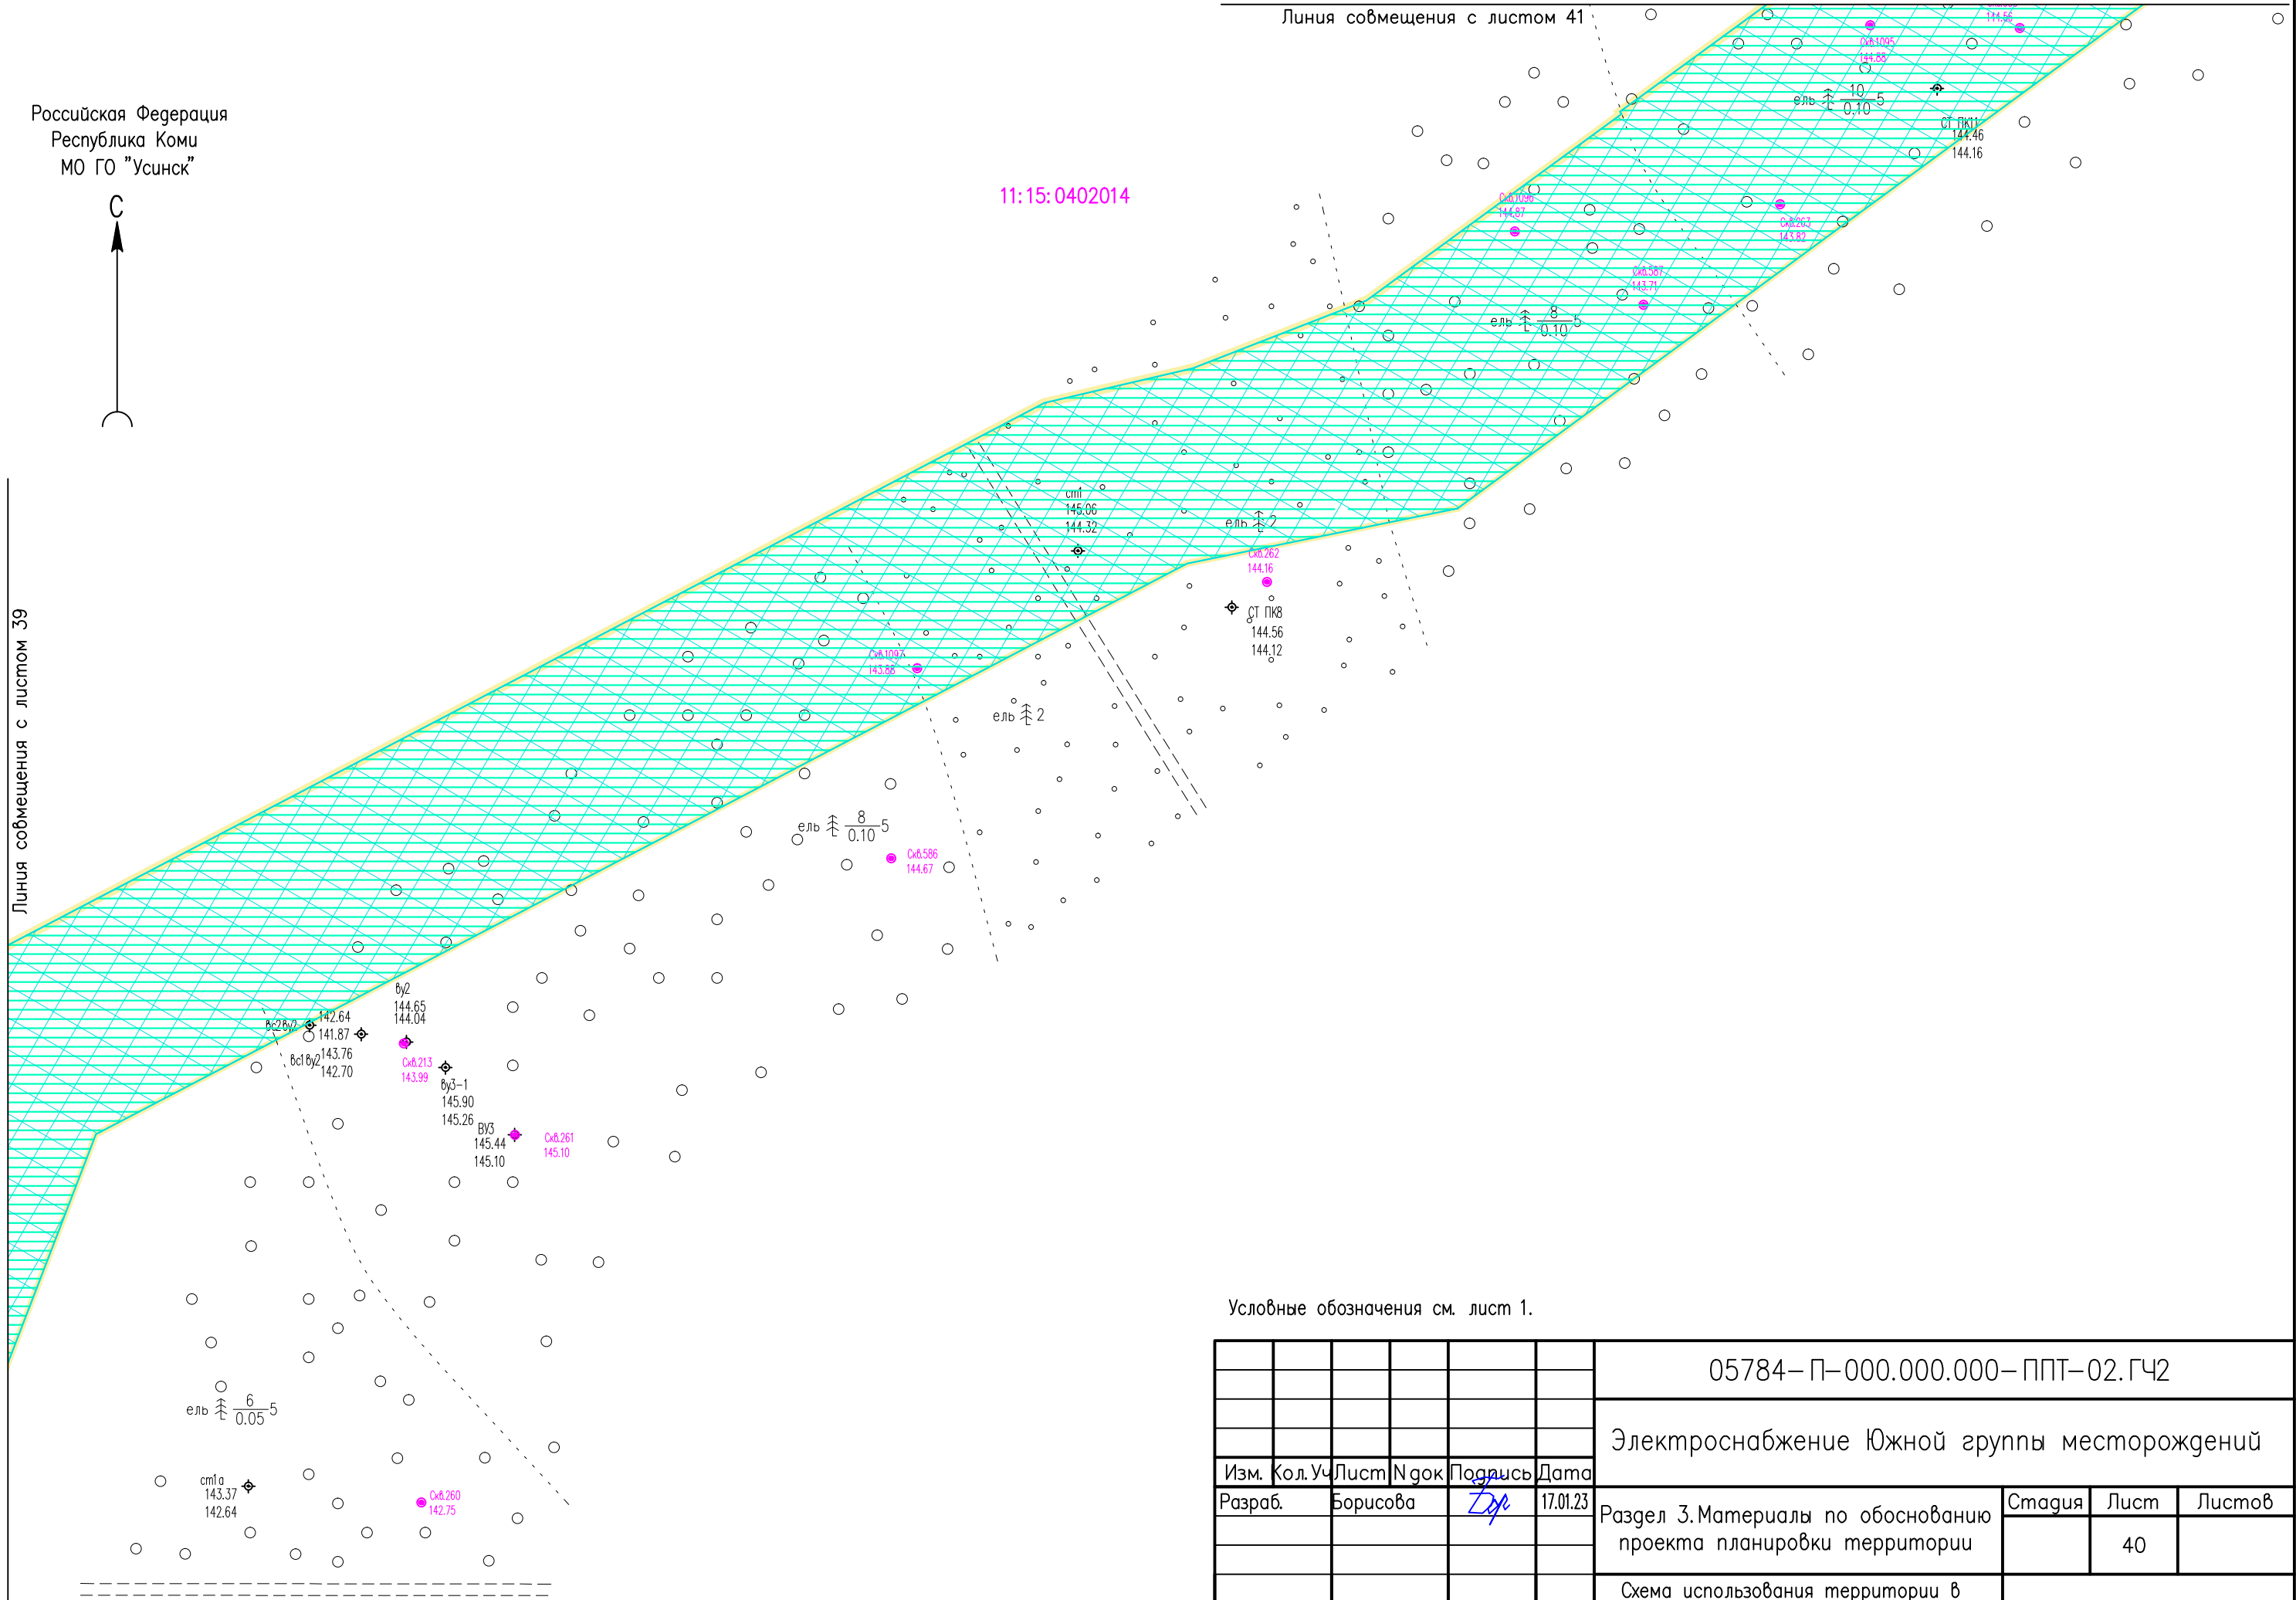 Линия совмещения с листом 41
Российская Федерация
Республика Коми
МО ГО "Усинск"
С
11:15:0402014
144.56
Скв.1095
144.88
ель 10
0.10 5
СТ ПК11
144.46
144.16
Скв.1096
144.87
Скв.263
143.82
Скв.587
143.71
ель 8
0.10 5
ст1
145.06
144.32
ель 2
Скв.262
144.16
СТ ПК8
144.56
144.12
Линия совмещения с листом 39
Скв.1097
143.88
ель 2
ель 8
0.10 5
Скв.586
144.67
ву2
144.65
144.04
вс2ву2
142.64
141.87
вс1ву2
143.76
142.70
Скв.213
143.99
ву3-1
145.90
145.26
ВУ3
145.44
145.10
Скв.261
145.10
ель 6
0.05 5
ст1а
143.37
142.64
Скв.260
142.75
Условные обозначения см. лист 1.
05784-П-000.000.000-ППТ-02.ГЧ2
Электроснабжение Южной группы месторождений
Изм. Кол.Уч Лист Nдок Подпись Дата
Разраб. Борисова 17.01.23
Раздел 3.Материалы по обоснованию
проекта планировки территории
Стадия Лист Листов
40
Схема использования территории в